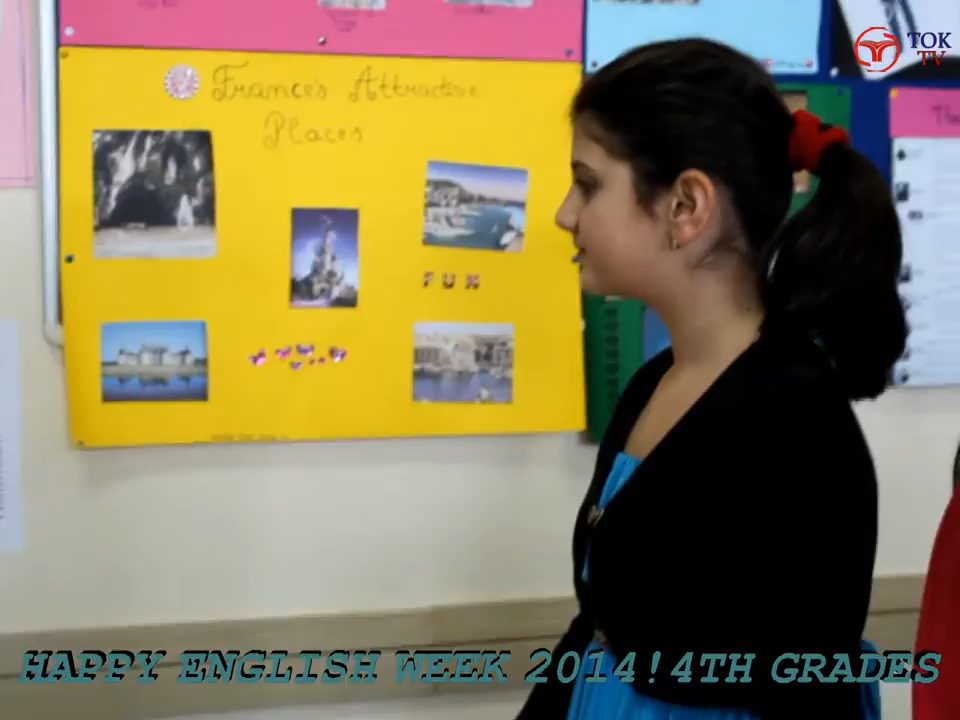 TOK
TV
France's Attractive
Places
FUN
HAPPY ENGLISH WEEK 2014!4TH GRADES